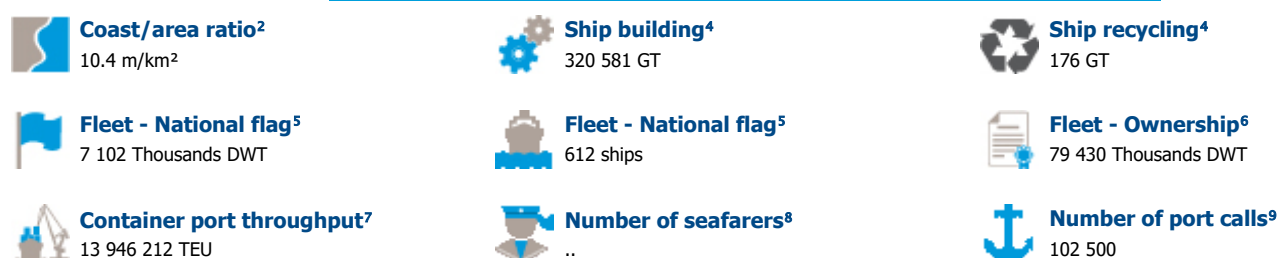 Coast/area ratio²
10.4 m/km²
Ship building⁴
320 581 GT
Ship recycling⁴
176 GT
Fleet - National flag⁵
7 102 Thousands DWT
Fleet - National flag⁵
612 ships
Fleet - Ownership⁶
79 430 Thousands DWT
Container port throughput⁷
13 946 212 TEU
Number of seafarers⁸
..
Number of port calls⁹
102 500